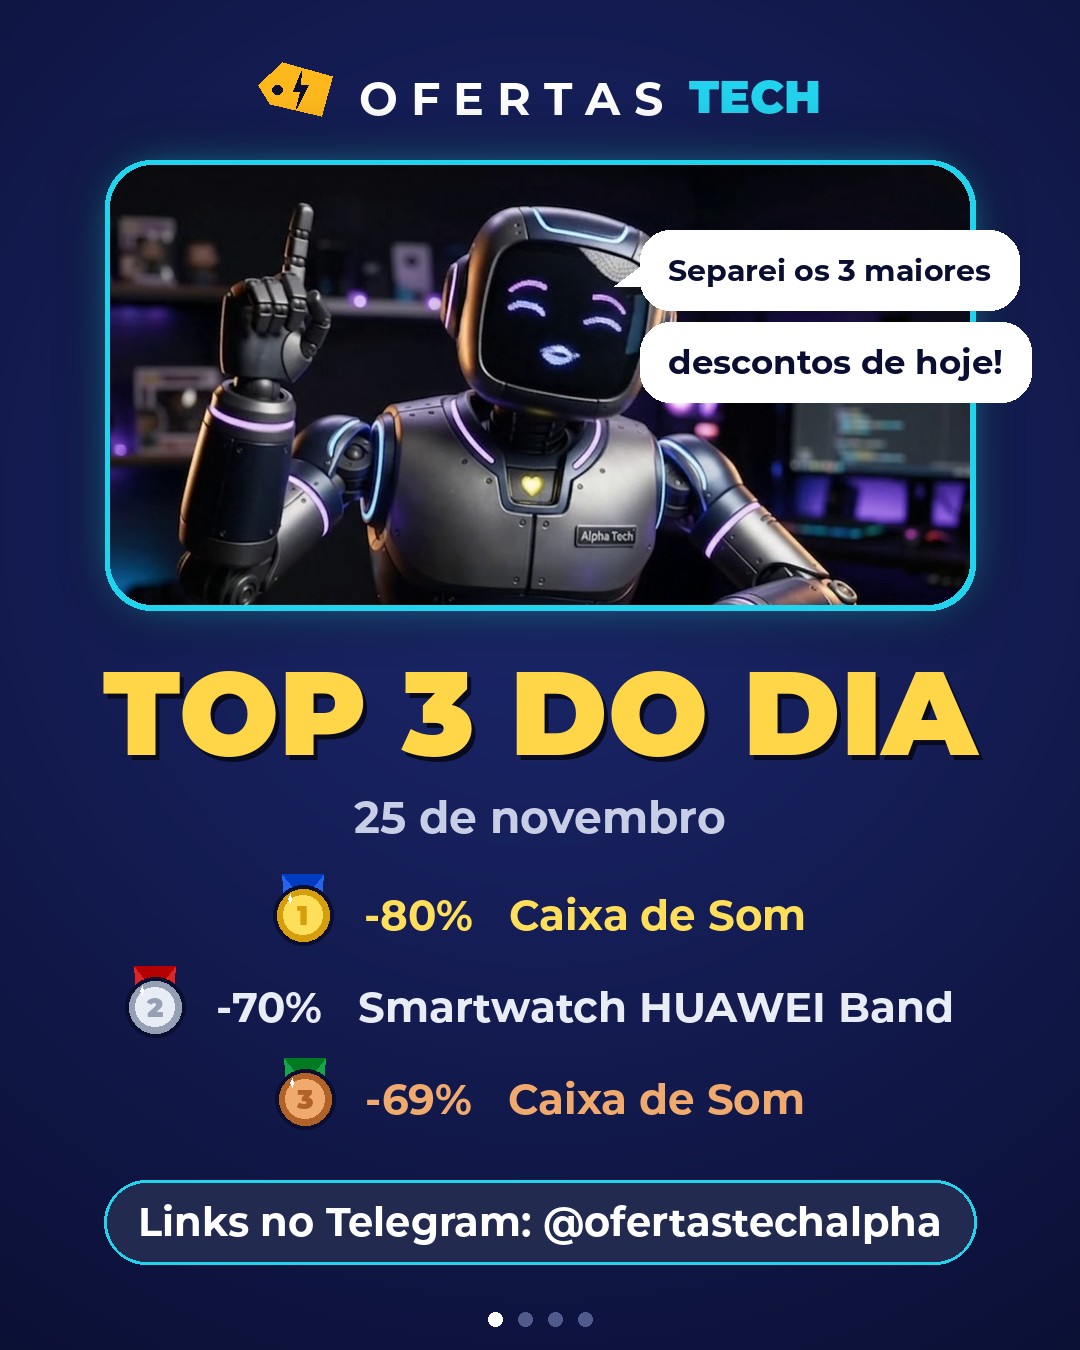 OFERTAS TECH
Separei os 3 maiores
descontos de hoje!
Alpha Tech
TOP 3 DO DIA
25 de novembro
1 -80% Caixa de Som
2 -70% Smartwatch HUAWEI Band
3 -69% Caixa de Som
Links no Telegram: @ofertastechalpha